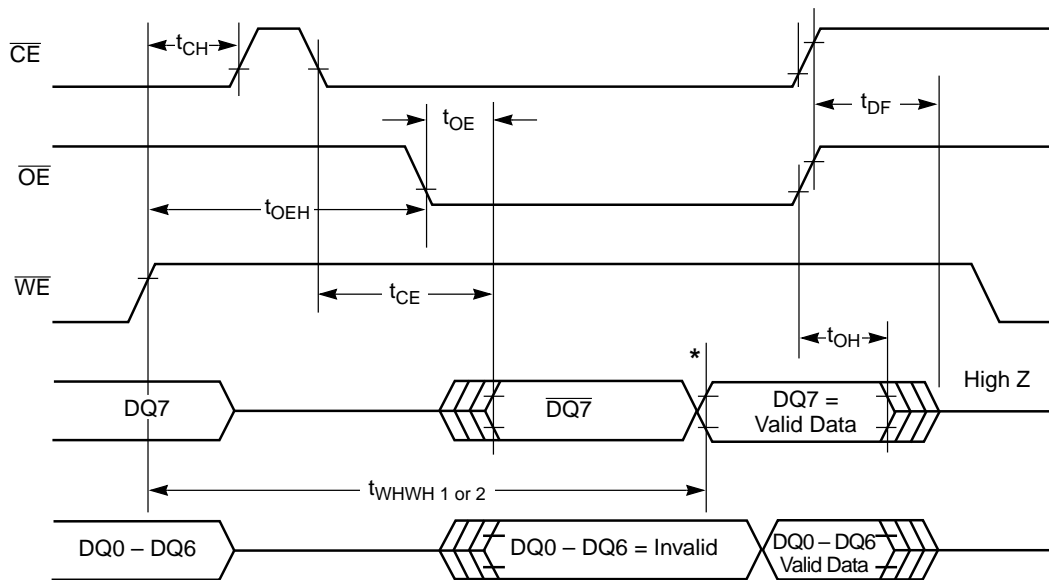 CE
tCH
tDF
tOE
OE
tOEH
WE
tCE
tOH
*
High Z
DQ7
DQ7
DQ7 =
Valid Data
tWHWH 1 or 2
DQ0 – DQ6
DQ0 – DQ6 = Invalid
DQ0 – DQ6
Valid Data